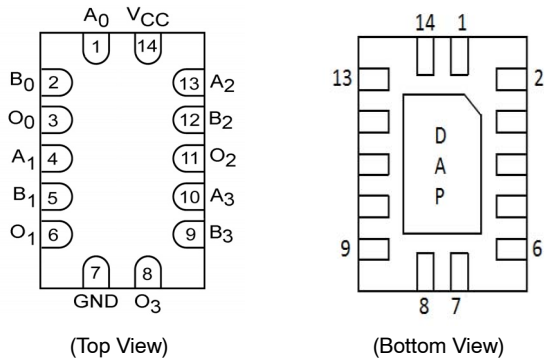 A0 VCC
1 14
B0 2 13 A2
O0 3 12 B2
A1 4 11 O2
B1 5 10 A3
O1 6 9 B3
7 8
GND O3
(Top View)
14 1
13 2
D
A
P
9 6
8 7
(Bottom View)